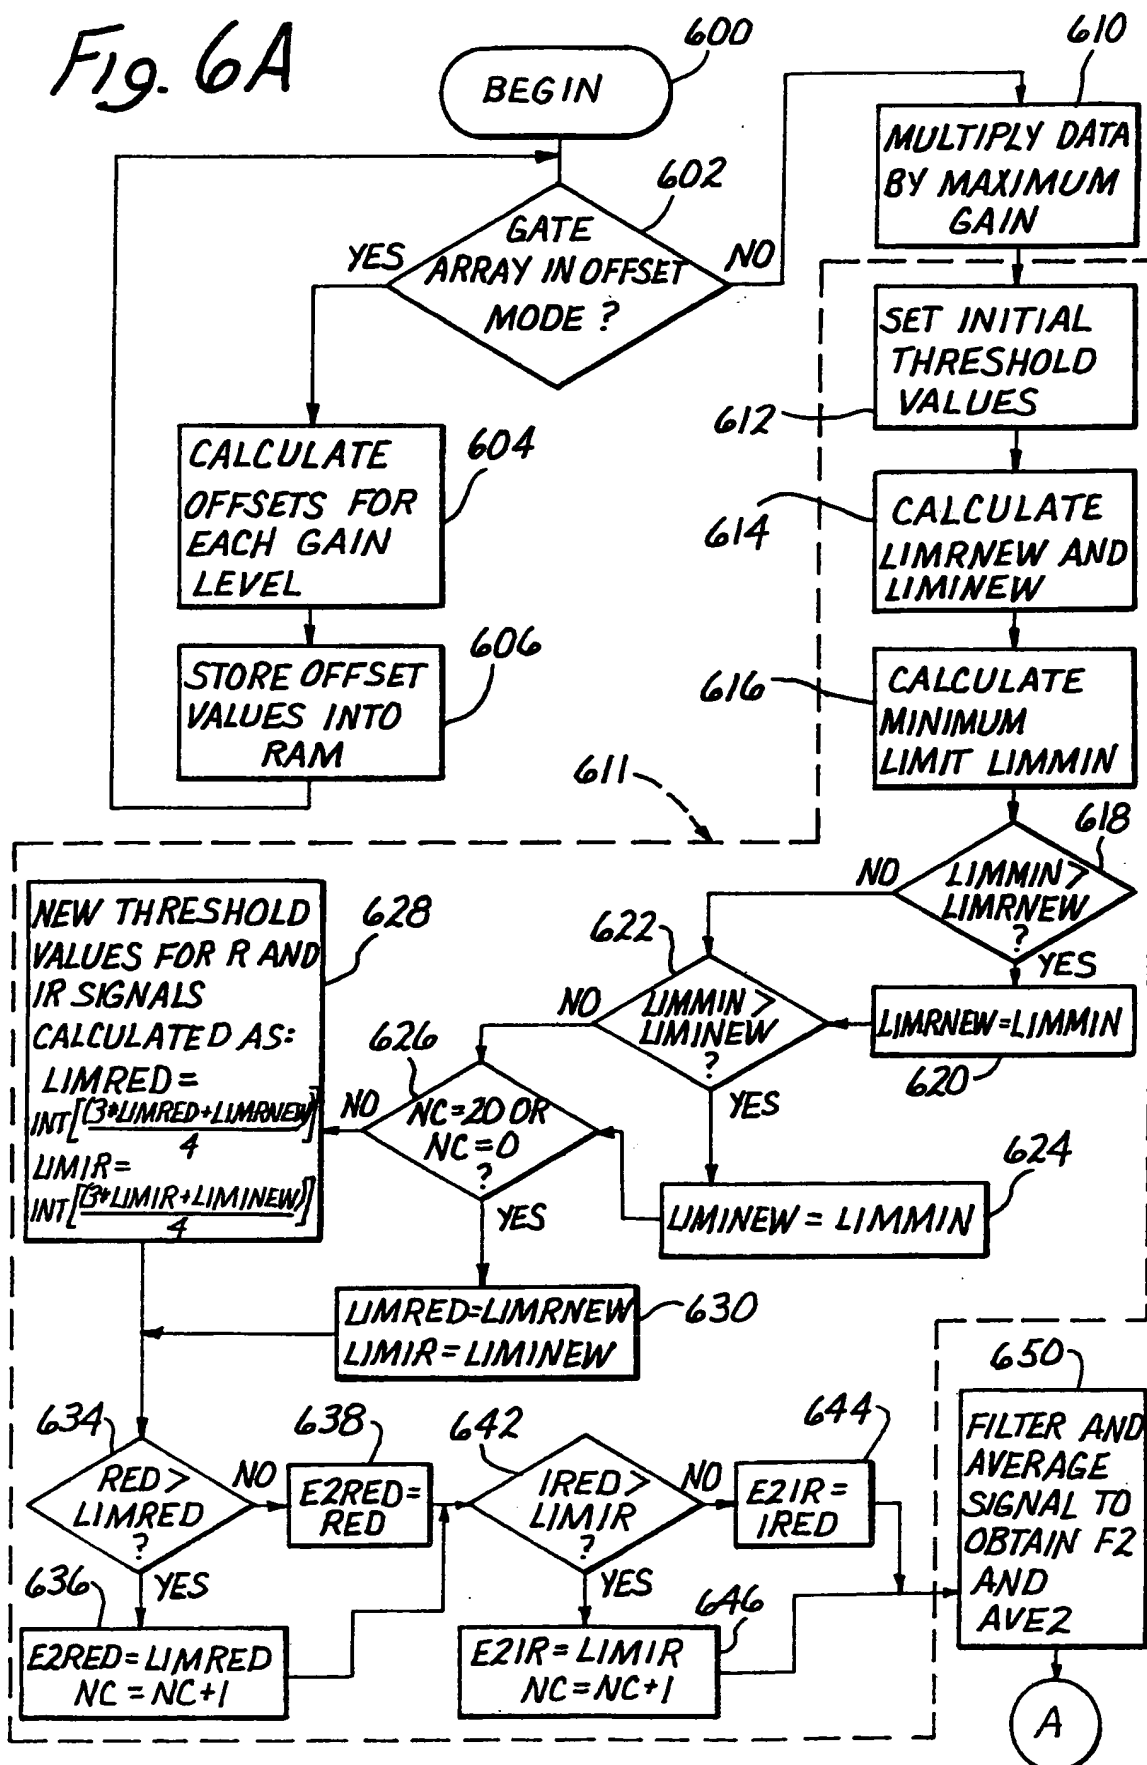 Fig. 6A
BEGIN
600
602
GATE
ARRAY IN OFFSET
MODE ?
YES
NO
610
MULTIPLY DATA
BY MAXIMUM
GAIN
SET INITIAL
THRESHOLD
VALUES
612
CALCULATE
OFFSETS FOR
EACH GAIN
LEVEL
604
CALCULATE
LIMRNEW AND
LIMINEW
614
STORE OFFSET
VALUES INTO
RAM
606
CALCULATE
MINIMUM
LIMIT LIMMIN
616
611
618
LIMMIN >
LIMRNEW
?
NO
YES
LIMRNEW=LIMMIN
620
622
LIMMIN >
LIMINEW
?
NO
YES
624
LIMINEW = LIMMIN
626
NC=20 OR
NC=0
?
NO
YES
628
NEW THRESHOLD
VALUES FOR R AND
IR SIGNALS
CALCULATED AS:
LIMRED =
INT[(3*LIMRED+LIMRNEW)]
4
LIMIR=
INT[(3*LIMIR+LIMINEW)]
4
LIMRED=LIMRNEW
LIMIR=LIMINEW
630
634
RED>
LIMRED
?
NO
YES
638
E2RED=
RED
636
E2RED=LIMRED
NC=NC+1
642
IRED>
LIMIR
?
NO
YES
644
E2IR=
IRED
646
E2IR=LIMIR
NC=NC+1
650
FILTER AND
AVERAGE
SIGNAL TO
OBTAIN F2
AND
AVE2
A